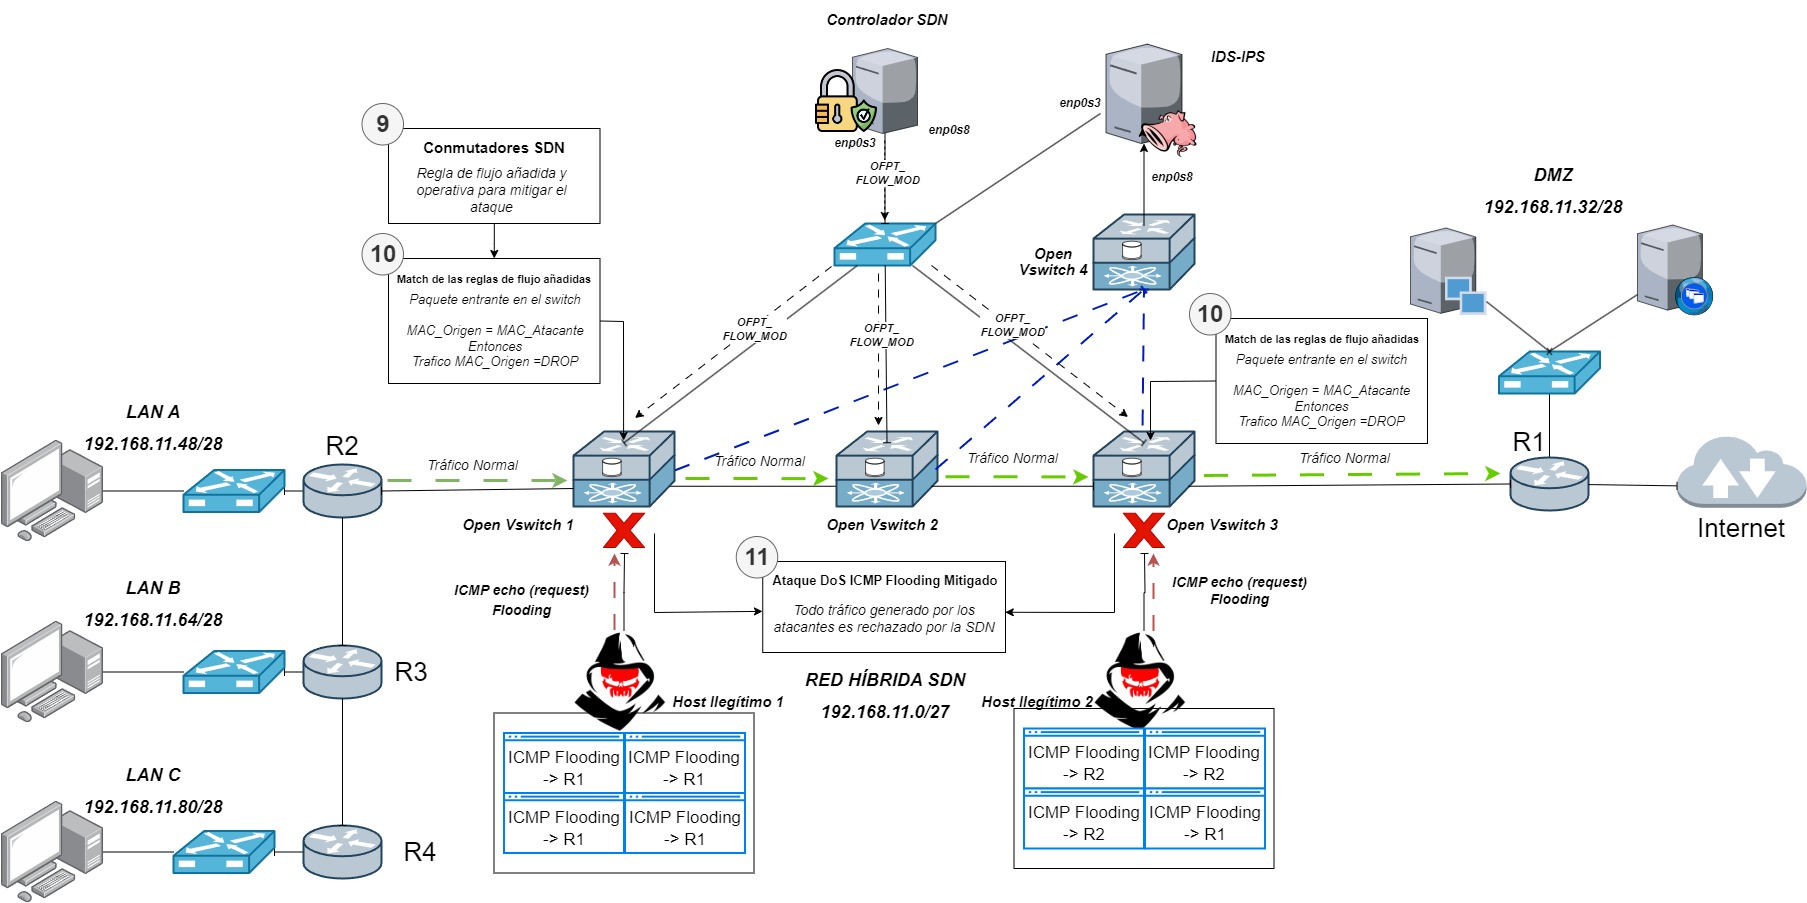 Controlador SDN
IDS-IPS
enp0s3
enp0s8
enp0s3
OFPT_
FLOW_MOD
enp0s8
9
Conmutadores SDN
Regla de flujo añadida y
operativa para mitigar el
ataque
10
Match de las reglas de flujo añadidas
Paquete entrante en el switch
MAC_Origen = MAC_Atacante
Entonces
Trafico MAC_Origen =DROP
DMZ
192.168.11.32/28
Open
Vswitch 4
OFPT_
FLOW_MOD
OFPT_
FLOW_MOD
OFPT_
FLOW_MOD
10
Match de las reglas de flujo añadidas
Paquete entrante en el switch
MAC_Origen = MAC_Atacante
Entonces
Trafico MAC_Origen =DROP
LAN A
192.168.11.48/28
R2
Tráfico Normal
Tráfico Normal
Tráfico Normal
Tráfico Normal
R1
Open Vswitch 1
Open Vswitch 2
Open Vswitch 3
Internet
11
Ataque DoS ICMP Flooding Mitigado
Todo tráfico generado por los
atacantes es rechazado por la SDN
ICMP echo (request)
Flooding
ICMP echo (request)
Flooding
LAN B
192.168.11.64/28
R3
RED HÍBRIDA SDN
192.168.11.0/27
Host Ilegítimo 1
Host Ilegítimo 2
ICMP Flooding
-> R1
ICMP Flooding
-> R1
ICMP Flooding
-> R1
ICMP Flooding
-> R1
ICMP Flooding
-> R2
ICMP Flooding
-> R2
ICMP Flooding
-> R2
ICMP Flooding
-> R1
LAN C
192.168.11.80/28
R4